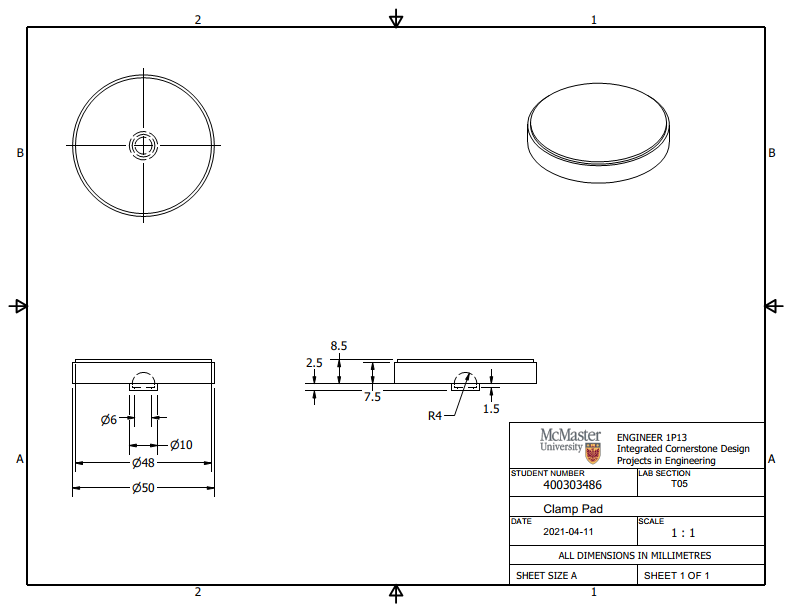 2
1
B
B
8.5
2.5
7.5
1.5
R4
Ø6
Ø10
Ø48
Ø50
A
A
McMaster
University
ENGINEER 1P13
Integrated Cornerstone Design
Projects in Engineering
STUDENT NUMBER
400303486
LAB SECTION
T05
Clamp Pad
DATE
2021-04-11
SCALE
1 : 1
ALL DIMENSIONS IN MILLIMETRES
SHEET SIZE A
SHEET 1 OF 1
2
1